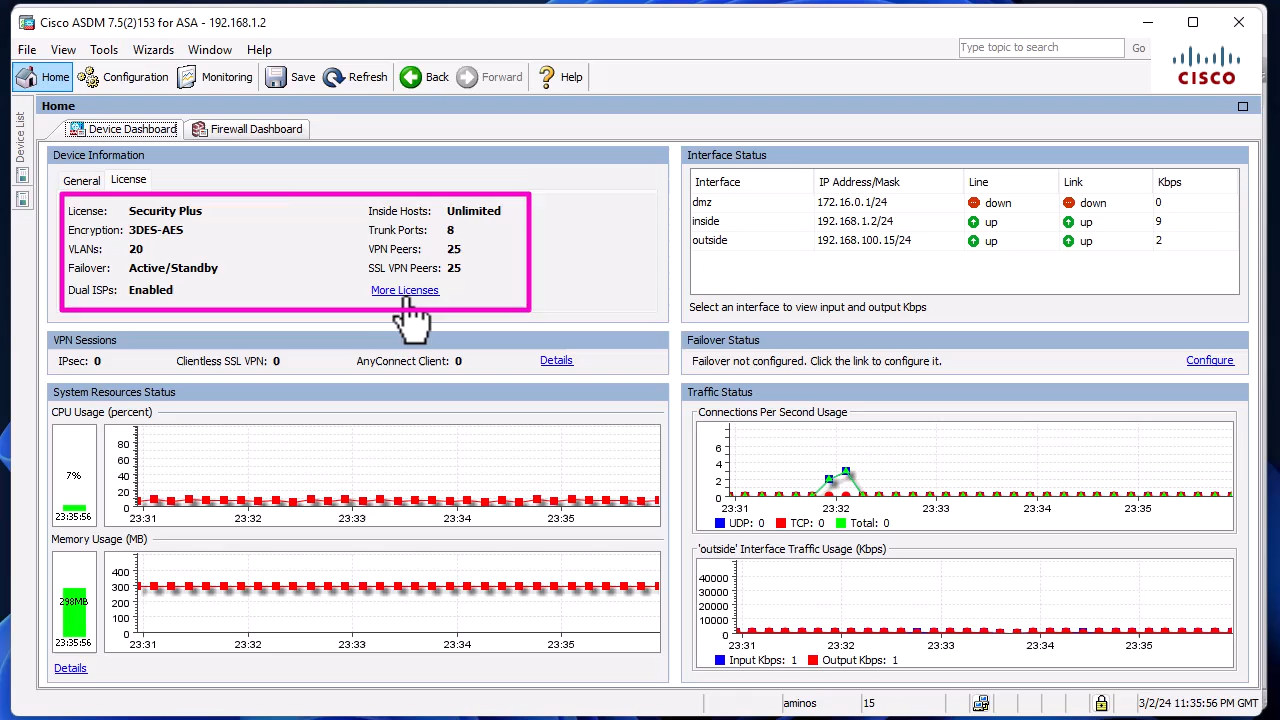 Cisco ASDM 7.5(2)153 for ASA - 192.168.1.2
File View Tools Wizards Window Help
Type topic to search Go
Home Configuration Monitoring Save Refresh Back Forward Help
CISCO
Device List
Home
Device Dashboard Firewall Dashboard
Device Information
General License
License: Security Plus Inside Hosts: Unlimited
Encryption: 3DES-AES Trunk Ports: 8
VLANs: 20 VPN Peers: 25
Failover: Active/Standby SSL VPN Peers: 25
Dual ISPs: Enabled More Licenses
Interface Status
Interface IP Address/Mask Line Link Kbps
dmz 172.16.0.1/24 down down 0
inside 192.168.1.2/24 up up 9
outside 192.168.100.15/24 up up 2
Select an interface to view input and output Kbps
VPN Sessions
IPsec: 0 Clientless SSL VPN: 0 AnyConnect Client: 0 Details
Failover Status
Failover not configured. Click the link to configure it. Configure
System Resources Status
CPU Usage (percent)
7%
23:35:56
80
60
40
20
0
23:31 23:32 23:33 23:34 23:35
Memory Usage (MB)
298MB
23:35:56
400
300
200
100
0
23:31 23:32 23:33 23:34 23:35
Details
Traffic Status
Connections Per Second Usage
6
4
2
0
23:31 23:32 23:33 23:34 23:35
UDP: 0 TCP: 0 Total: 0
'outside' Interface Traffic Usage (Kbps)
40000
30000
20000
10000
0
23:31 23:32 23:33 23:34 23:35
Input Kbps: 1 Output Kbps: 1
aminos 15 3/2/24 11:35:56 PM GMT